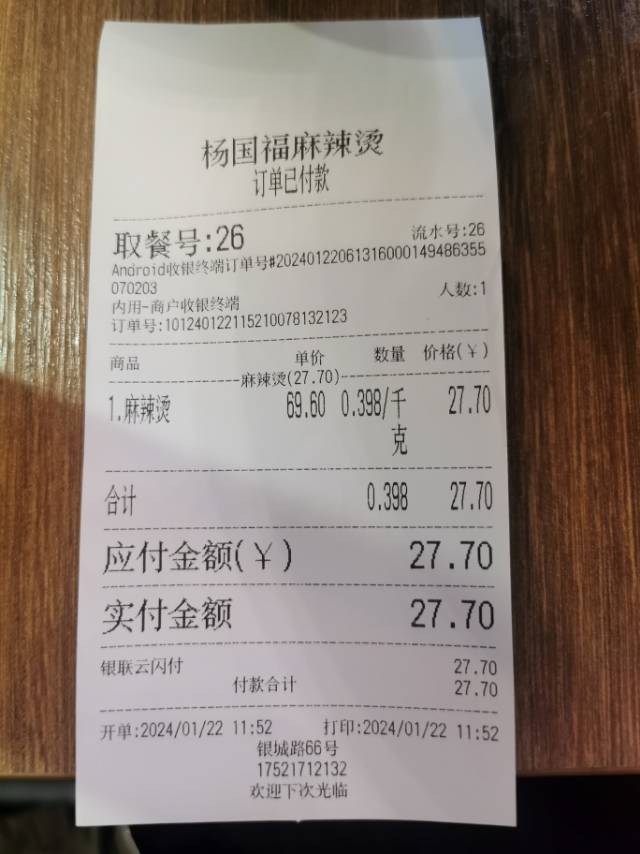 杨国福麻辣烫
订单已付款
取餐号:26 流水号:26
Android收银终端订单号#20240122061316000149486355
070203
内用-商户收银终端 人数:1
订单号:101240122115210078132123
商品 单价 数量 价格(¥)
麻辣烫(27.70)
1.麻辣烫 69.60 0.398/千 27.70
克
合计 0.398 27.70
应付金额(¥) 27.70
实付金额 27.70
银联云闪付 27.70
付款合计 27.70
开单:2024/01/22 11:52 打印:2024/01/22 11:52
银城路66号
17521712132
欢迎下次光临